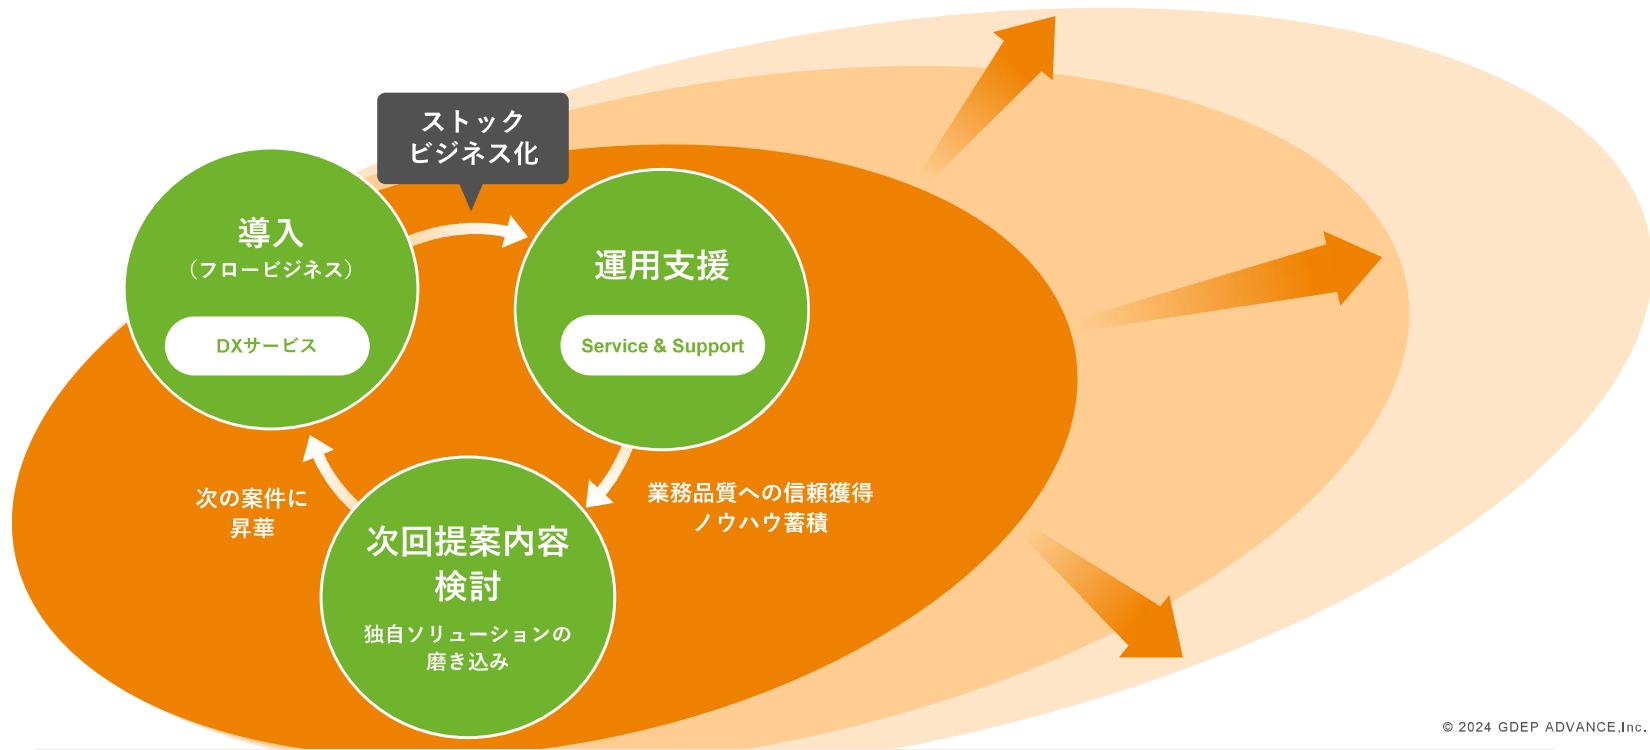 ストック
ビジネス化
導入
（フロービジネス）
DXサービス
運用支援
Service & Support
業務品質への信頼獲得
ノウハウ蓄積
次回提案内容
検討
独自ソリューションの
磨き込み
次の案件に
昇華
© 2024 GDEP ADVANCE,Inc.